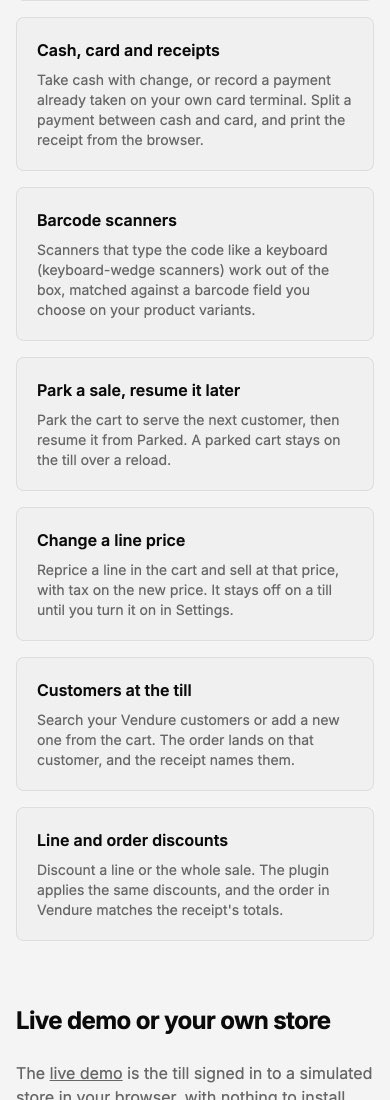 Cash, card and receipts
Take cash with change, or record a payment
already taken on your own card terminal. Split a
payment between cash and card, and print the
receipt from the browser.
Barcode scanners
Scanners that type the code like a keyboard
(keyboard-wedge scanners) work out of the
box, matched against a barcode field you
choose on your product variants.
Park a sale, resume it later
Park the cart to serve the next customer, then
resume it from Parked. A parked cart stays on
the till over a reload.
Change a line price
Reprice a line in the cart and sell at that price,
with tax on the new price. It stays off on a till
until you turn it on in Settings.
Customers at the till
Search your Vendure customers or add a new
one from the cart. The order lands on that
customer, and the receipt names them.
Line and order discounts
Discount a line or the whole sale. The plugin
applies the same discounts, and the order in
Vendure matches the receipt's totals.
Live demo or your own store
The live demo is the till signed in to a simulated
store in your browser, with nothing to install.